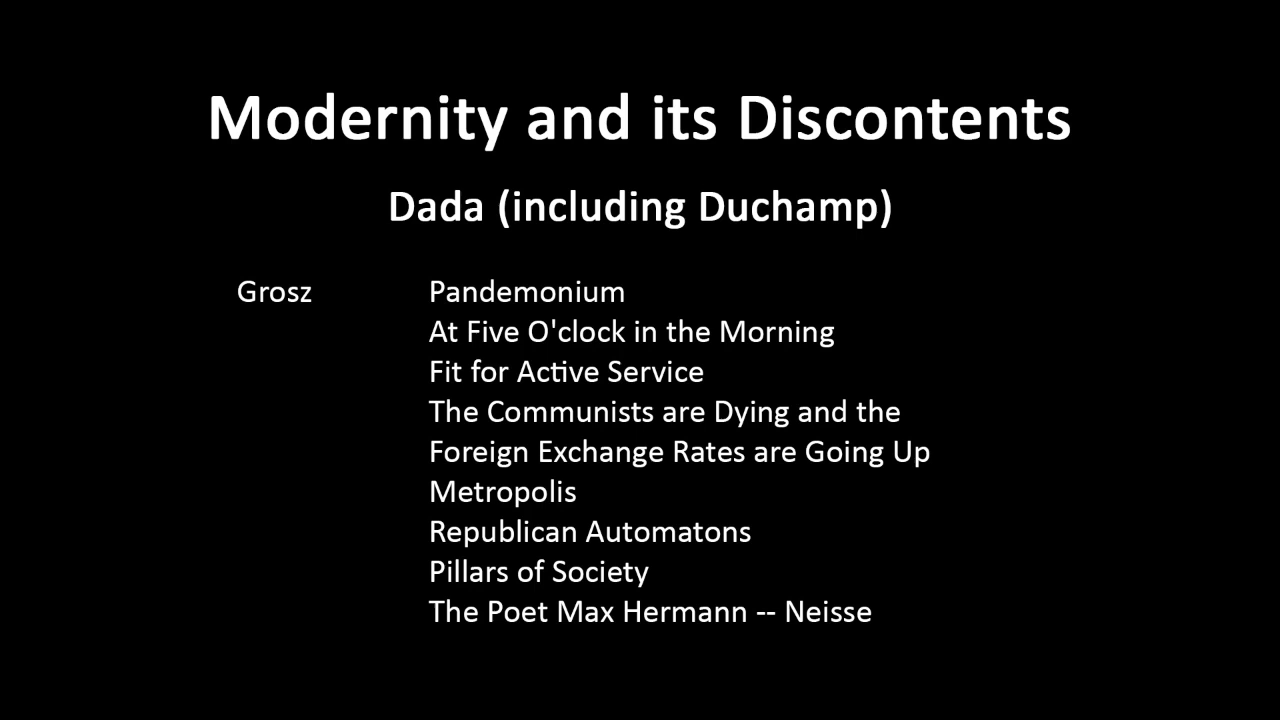 Modernity and its Discontents
Dada (including Duchamp)
Grosz Pandemonium
At Five O'clock in the Morning
Fit for Active Service
The Communists are Dying and the
Foreign Exchange Rates are Going Up
Metropolis
Republican Automatons
Pillars of Society
The Poet Max Hermann -- Neisse